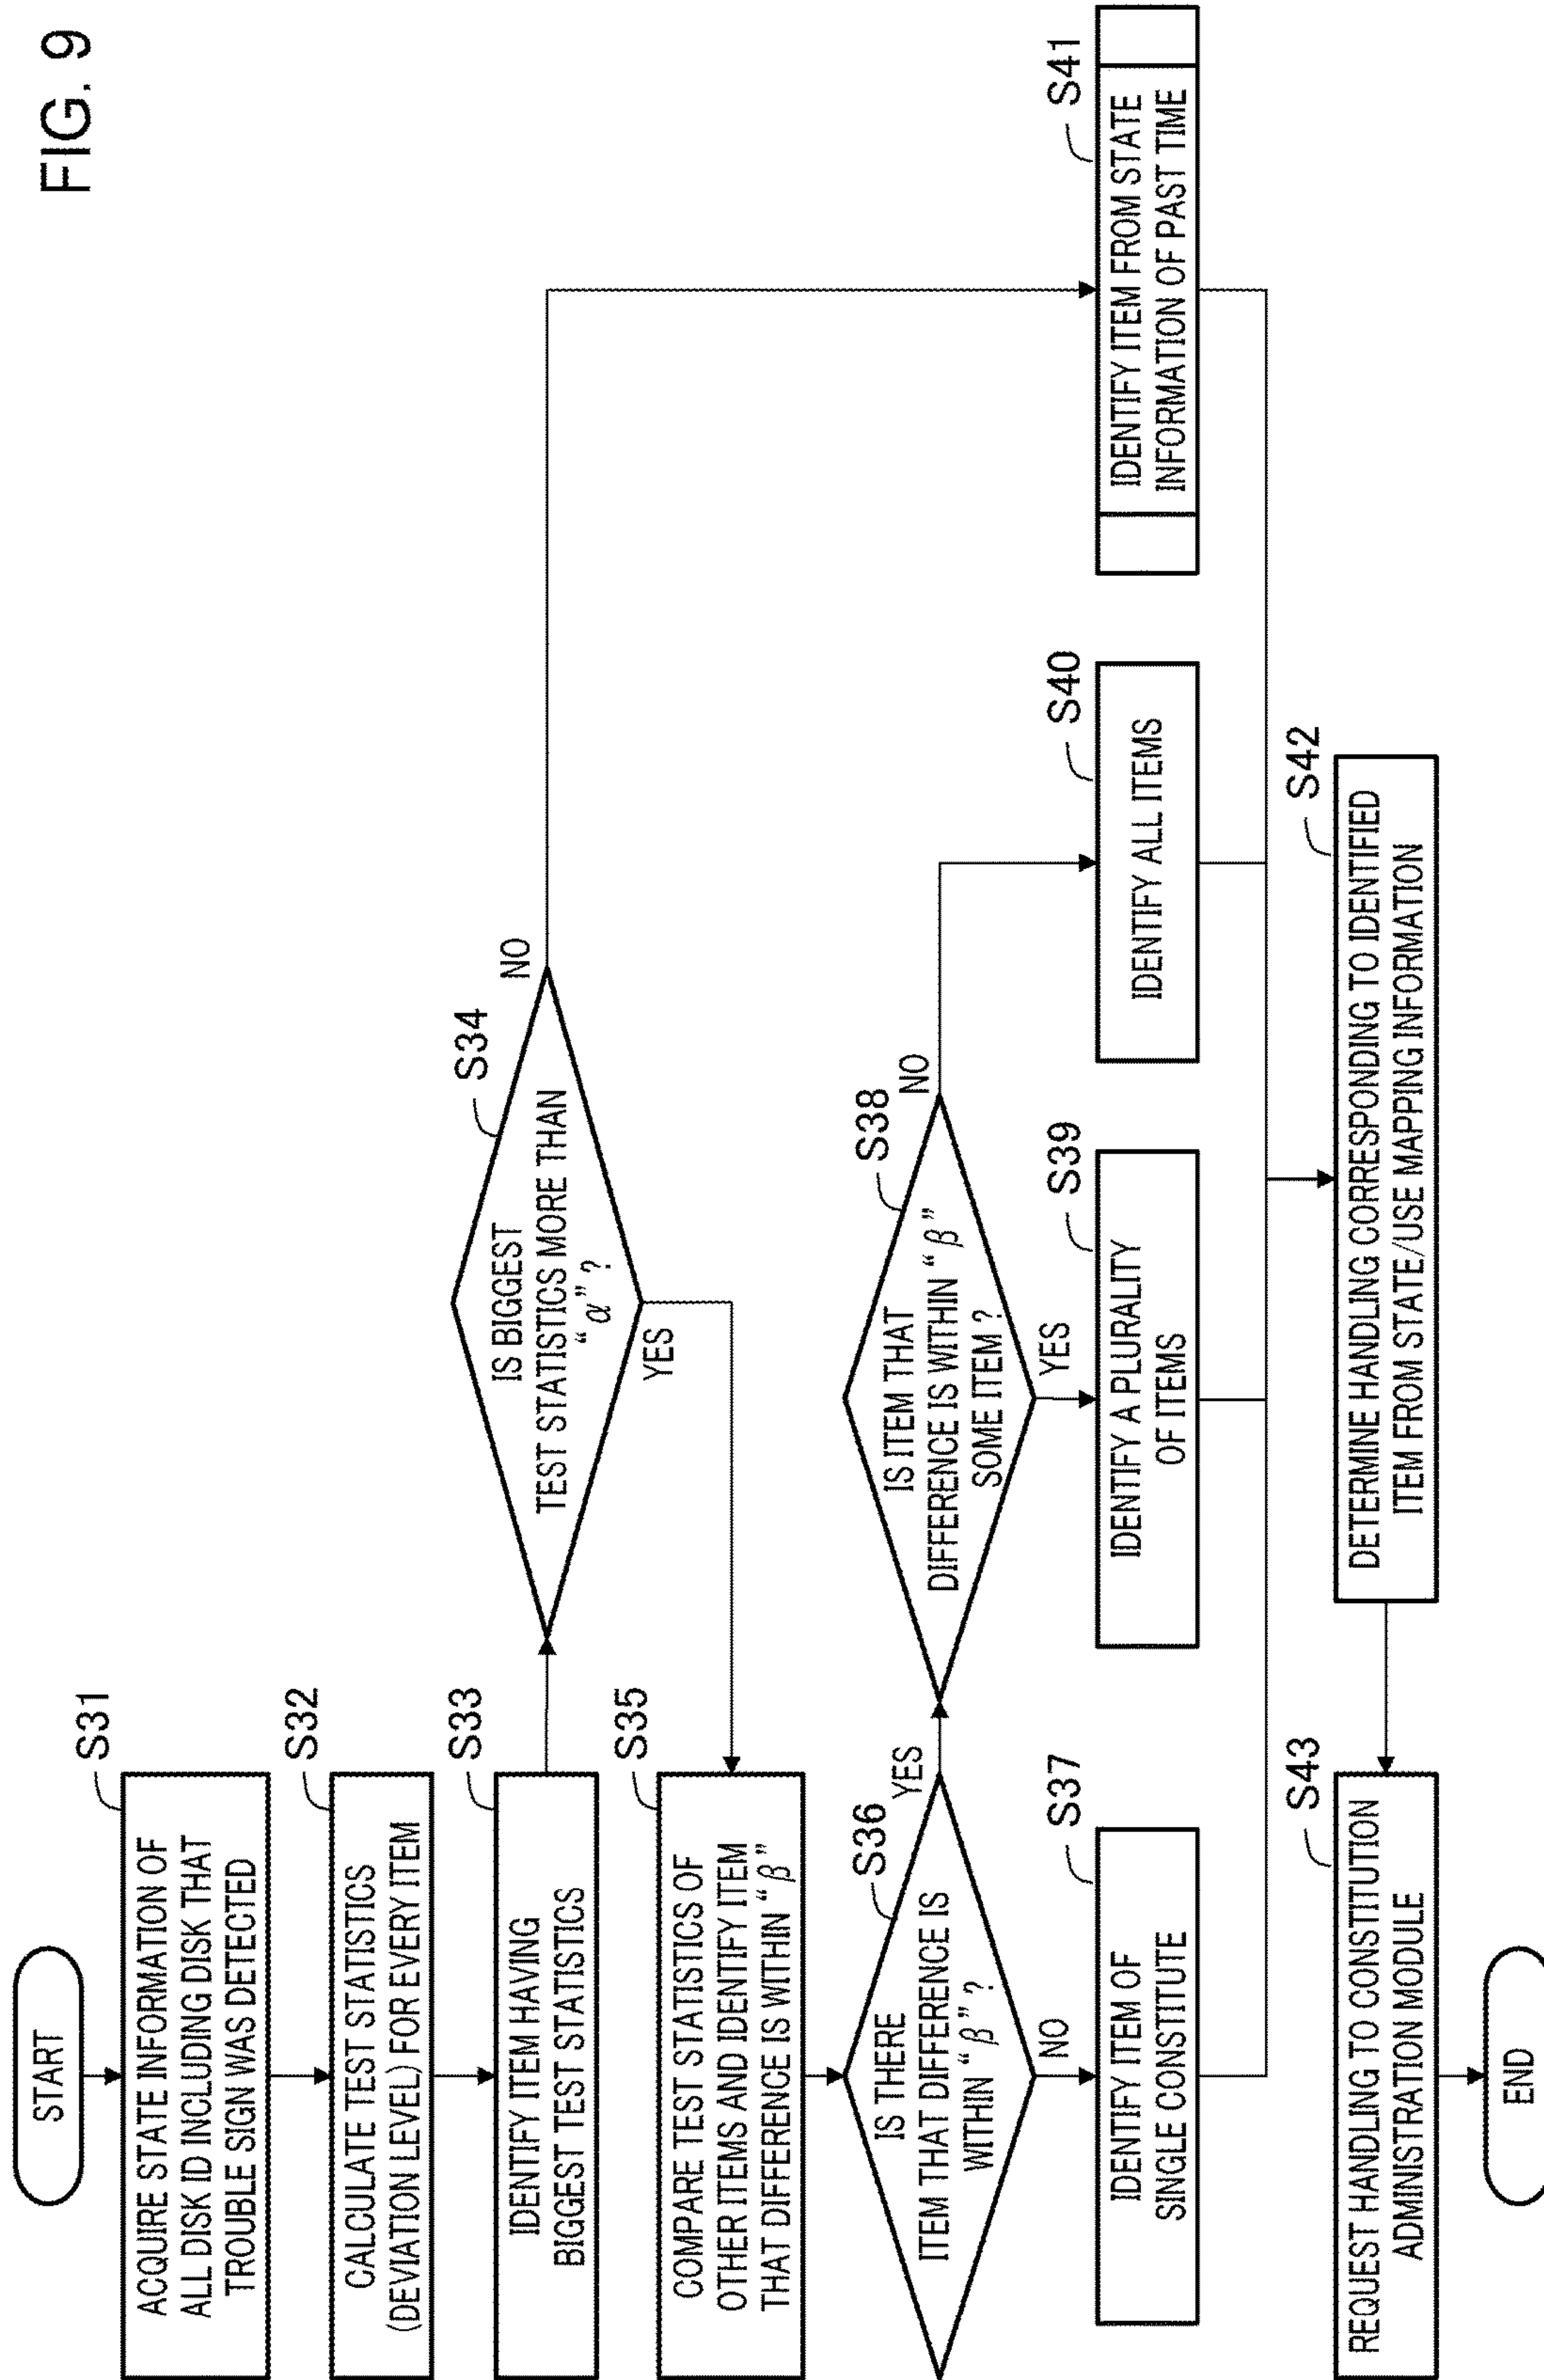 FIG. 9
START
S31
ACQUIRE STATE INFORMATION OF
ALL DISK ID INCLUDING DISK THAT
TROUBLE SIGN WAS DETECTED
S32
CALCULATE TEST STATISTICS
(DEVIATION LEVEL) FOR EVERY ITEM
S33
IDENTIFY ITEM HAVING
BIGGEST TEST STATISTICS
S34
IS BIGGEST
TEST STATISTICS MORE THAN
“α”?
NO
YES
S35
COMPARE TEST STATISTICS OF
OTHER ITEMS AND IDENTIFY ITEM
THAT DIFFERENCE IS WITHIN “β”
S36
IS THERE
ITEM THAT DIFFERENCE IS
WITHIN “β”?
YES
NO
S38
IS ITEM THAT
DIFFERENCE IS WITHIN “β”
SOME ITEM ?
NO
YES
S37
IDENTIFY ITEM OF
SINGLE CONSTITUTE
S39
IDENTIFY A PLURALITY
OF ITEMS
S40
IDENTIFY ALL ITEMS
S41
IDENTIFY ITEM FROM STATE
INFORMATION OF PAST TIME
S42
DETERMINE HANDLING CORRESPONDING TO IDENTIFIED
ITEM FROM STATE/USE MAPPING INFORMATION
S43
REQUEST HANDLING TO CONSTITUTION
ADMINISTRATION MODULE
END